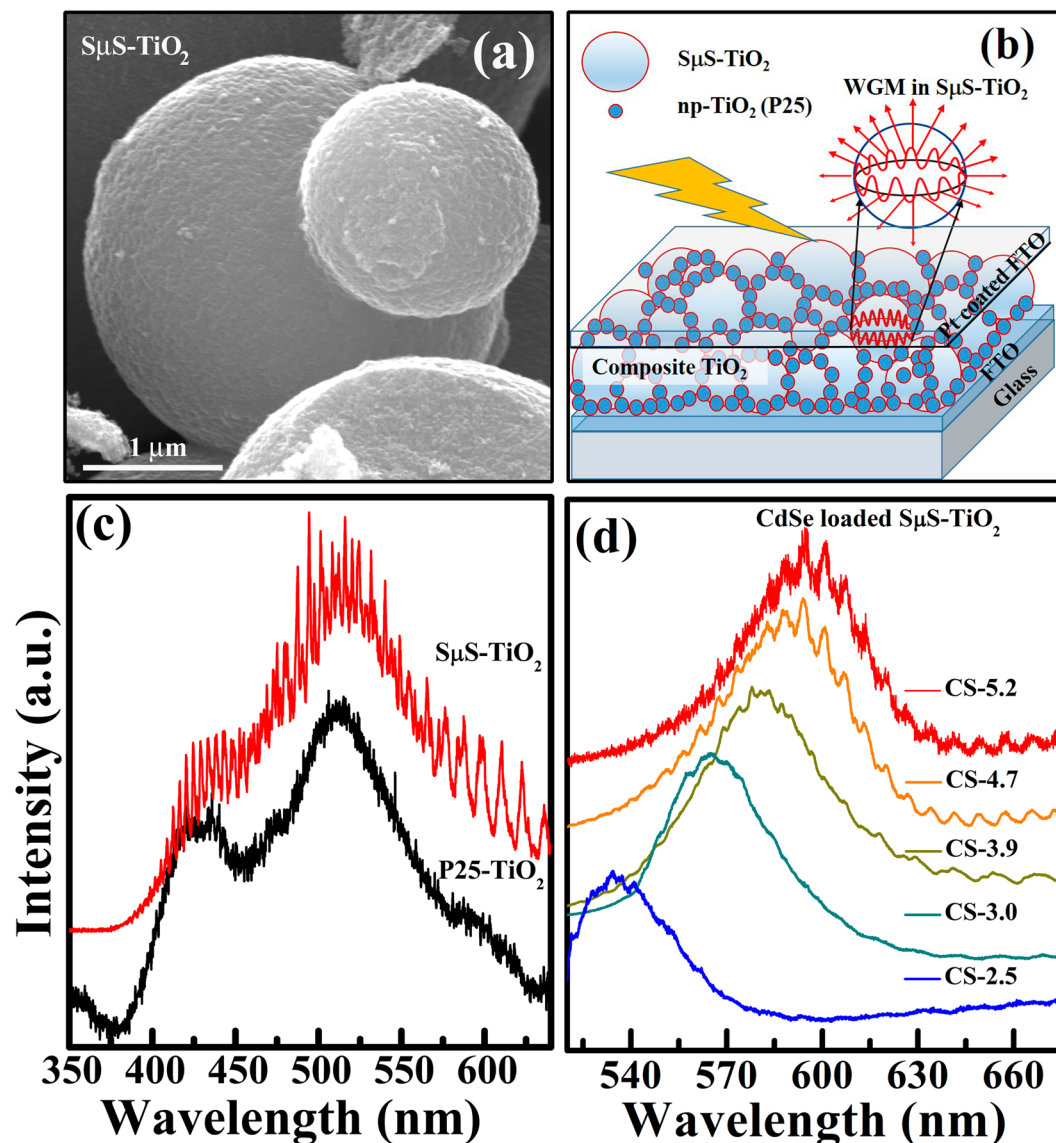 SμS-TiO₂
(a)
1 μm
(b)
SμS-TiO₂
np-TiO₂ (P25)
WGM in SμS-TiO₂
Pt coated FTO
Composite TiO₂
FTO
Glass
(c)
SμS-TiO₂
P25-TiO₂
Intensity (a.u.)
350 400 450 500 550 600
Wavelength (nm)
(d)
CdSe loaded SμS-TiO₂
CS-5.2
CS-4.7
CS-3.9
CS-3.0
CS-2.5
540 570 600 630 660
Wavelength (nm)